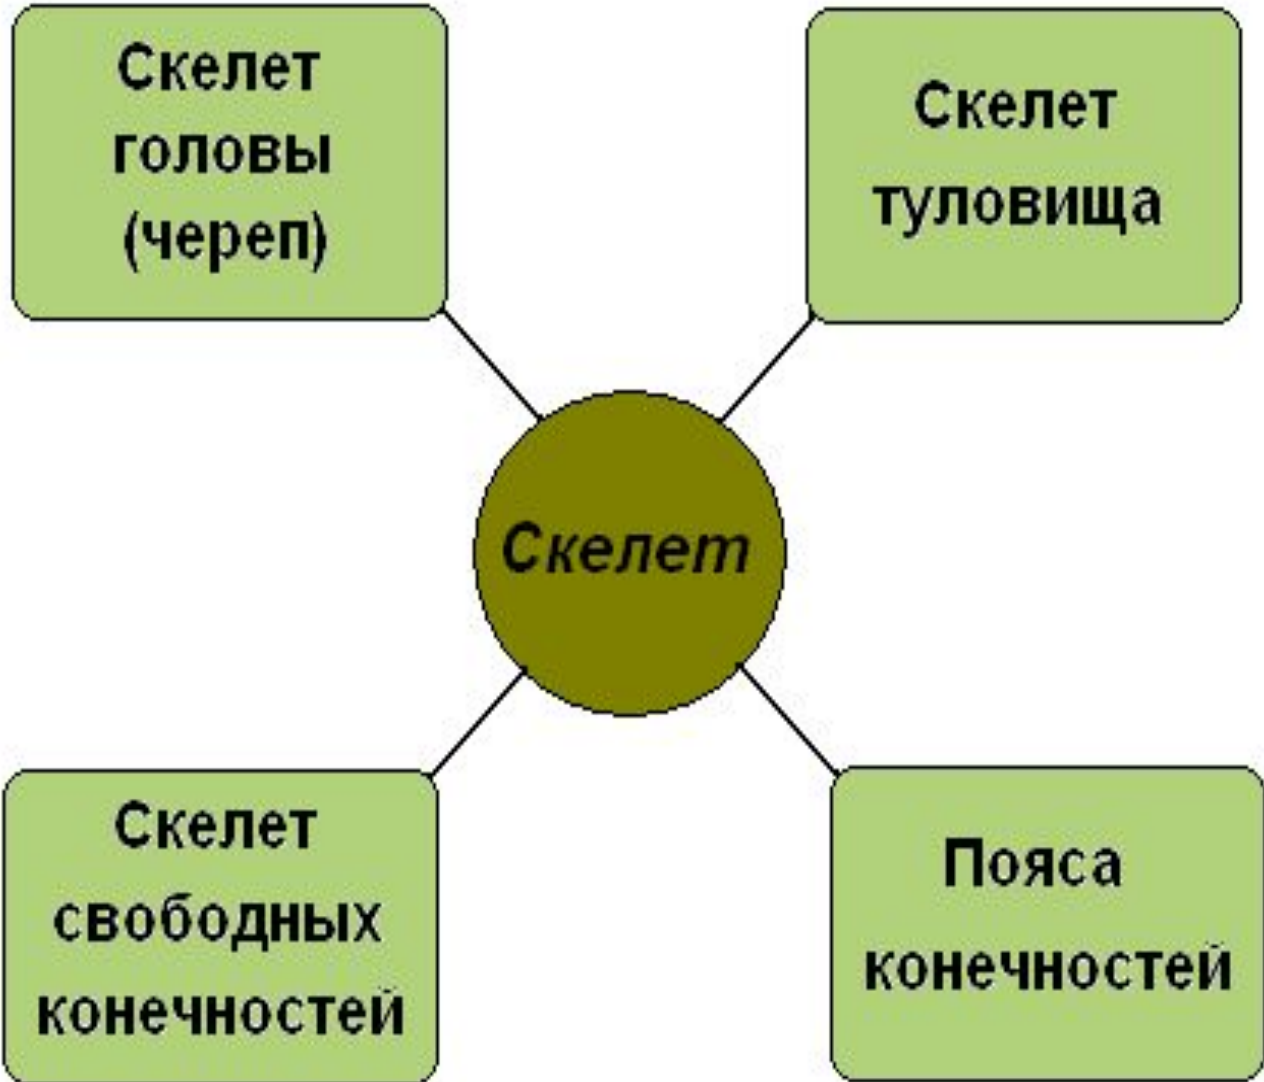 Скелет
головы
(череп)
Скелет
туловища
Скелет
Скелет
свободных
конечностей
Пояса
конечностей